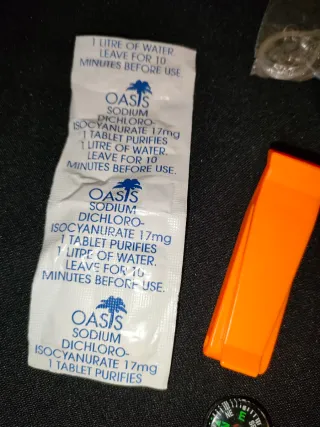 1 LITRE OF WATER
LEAVE FOR 10
MINUTES BEFORE USE.
OASIS
SODIUM
DICHLORO-
ISOCYANURATE 17mg
1 TABLET PURIFIES
1 LITRE OF WATER.
LEAVE FOR 10
MINUTES BEFORE USE.
OASIS
SODIUM
DICHLORO-
ISOCYANURATE 17mg
1 TABLET PURIFIES
1 LITRE OF WATER.
LEAVE FOR 10
MINUTES BEFORE USE.
OASIS
SODIUM
DICHLORO-
ISOCYANURATE 17mg
1 TABLET PURIFIES
E